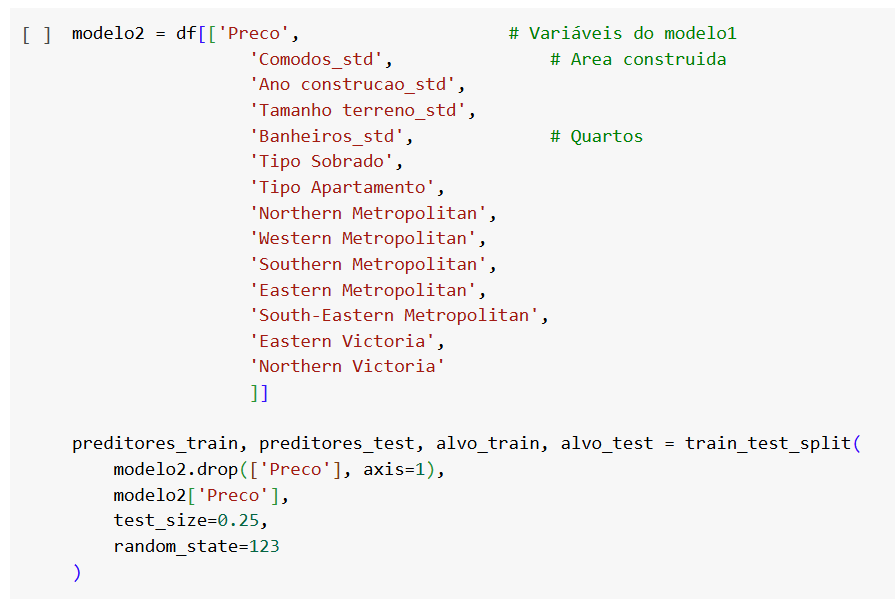 [ ] modelo2 = df[['Preco', # Variáveis do modelo1
'Comodos_std', # Area construida
'Ano construcao_std',
'Tamanho terreno_std',
'Banheiros_std', # Quartos
'Tipo Sobrado',
'Tipo Apartamento',
'Northern Metropolitan',
'Western Metropolitan',
'Southern Metropolitan',
'Eastern Metropolitan',
'South-Eastern Metropolitan',
'Eastern Victoria',
'Northern Victoria'
]]
preditores_train, preditores_test, alvo_train, alvo_test = train_test_split(
modelo2.drop(['Preco'], axis=1),
modelo2['Preco'],
test_size=0.25,
random_state=123
)